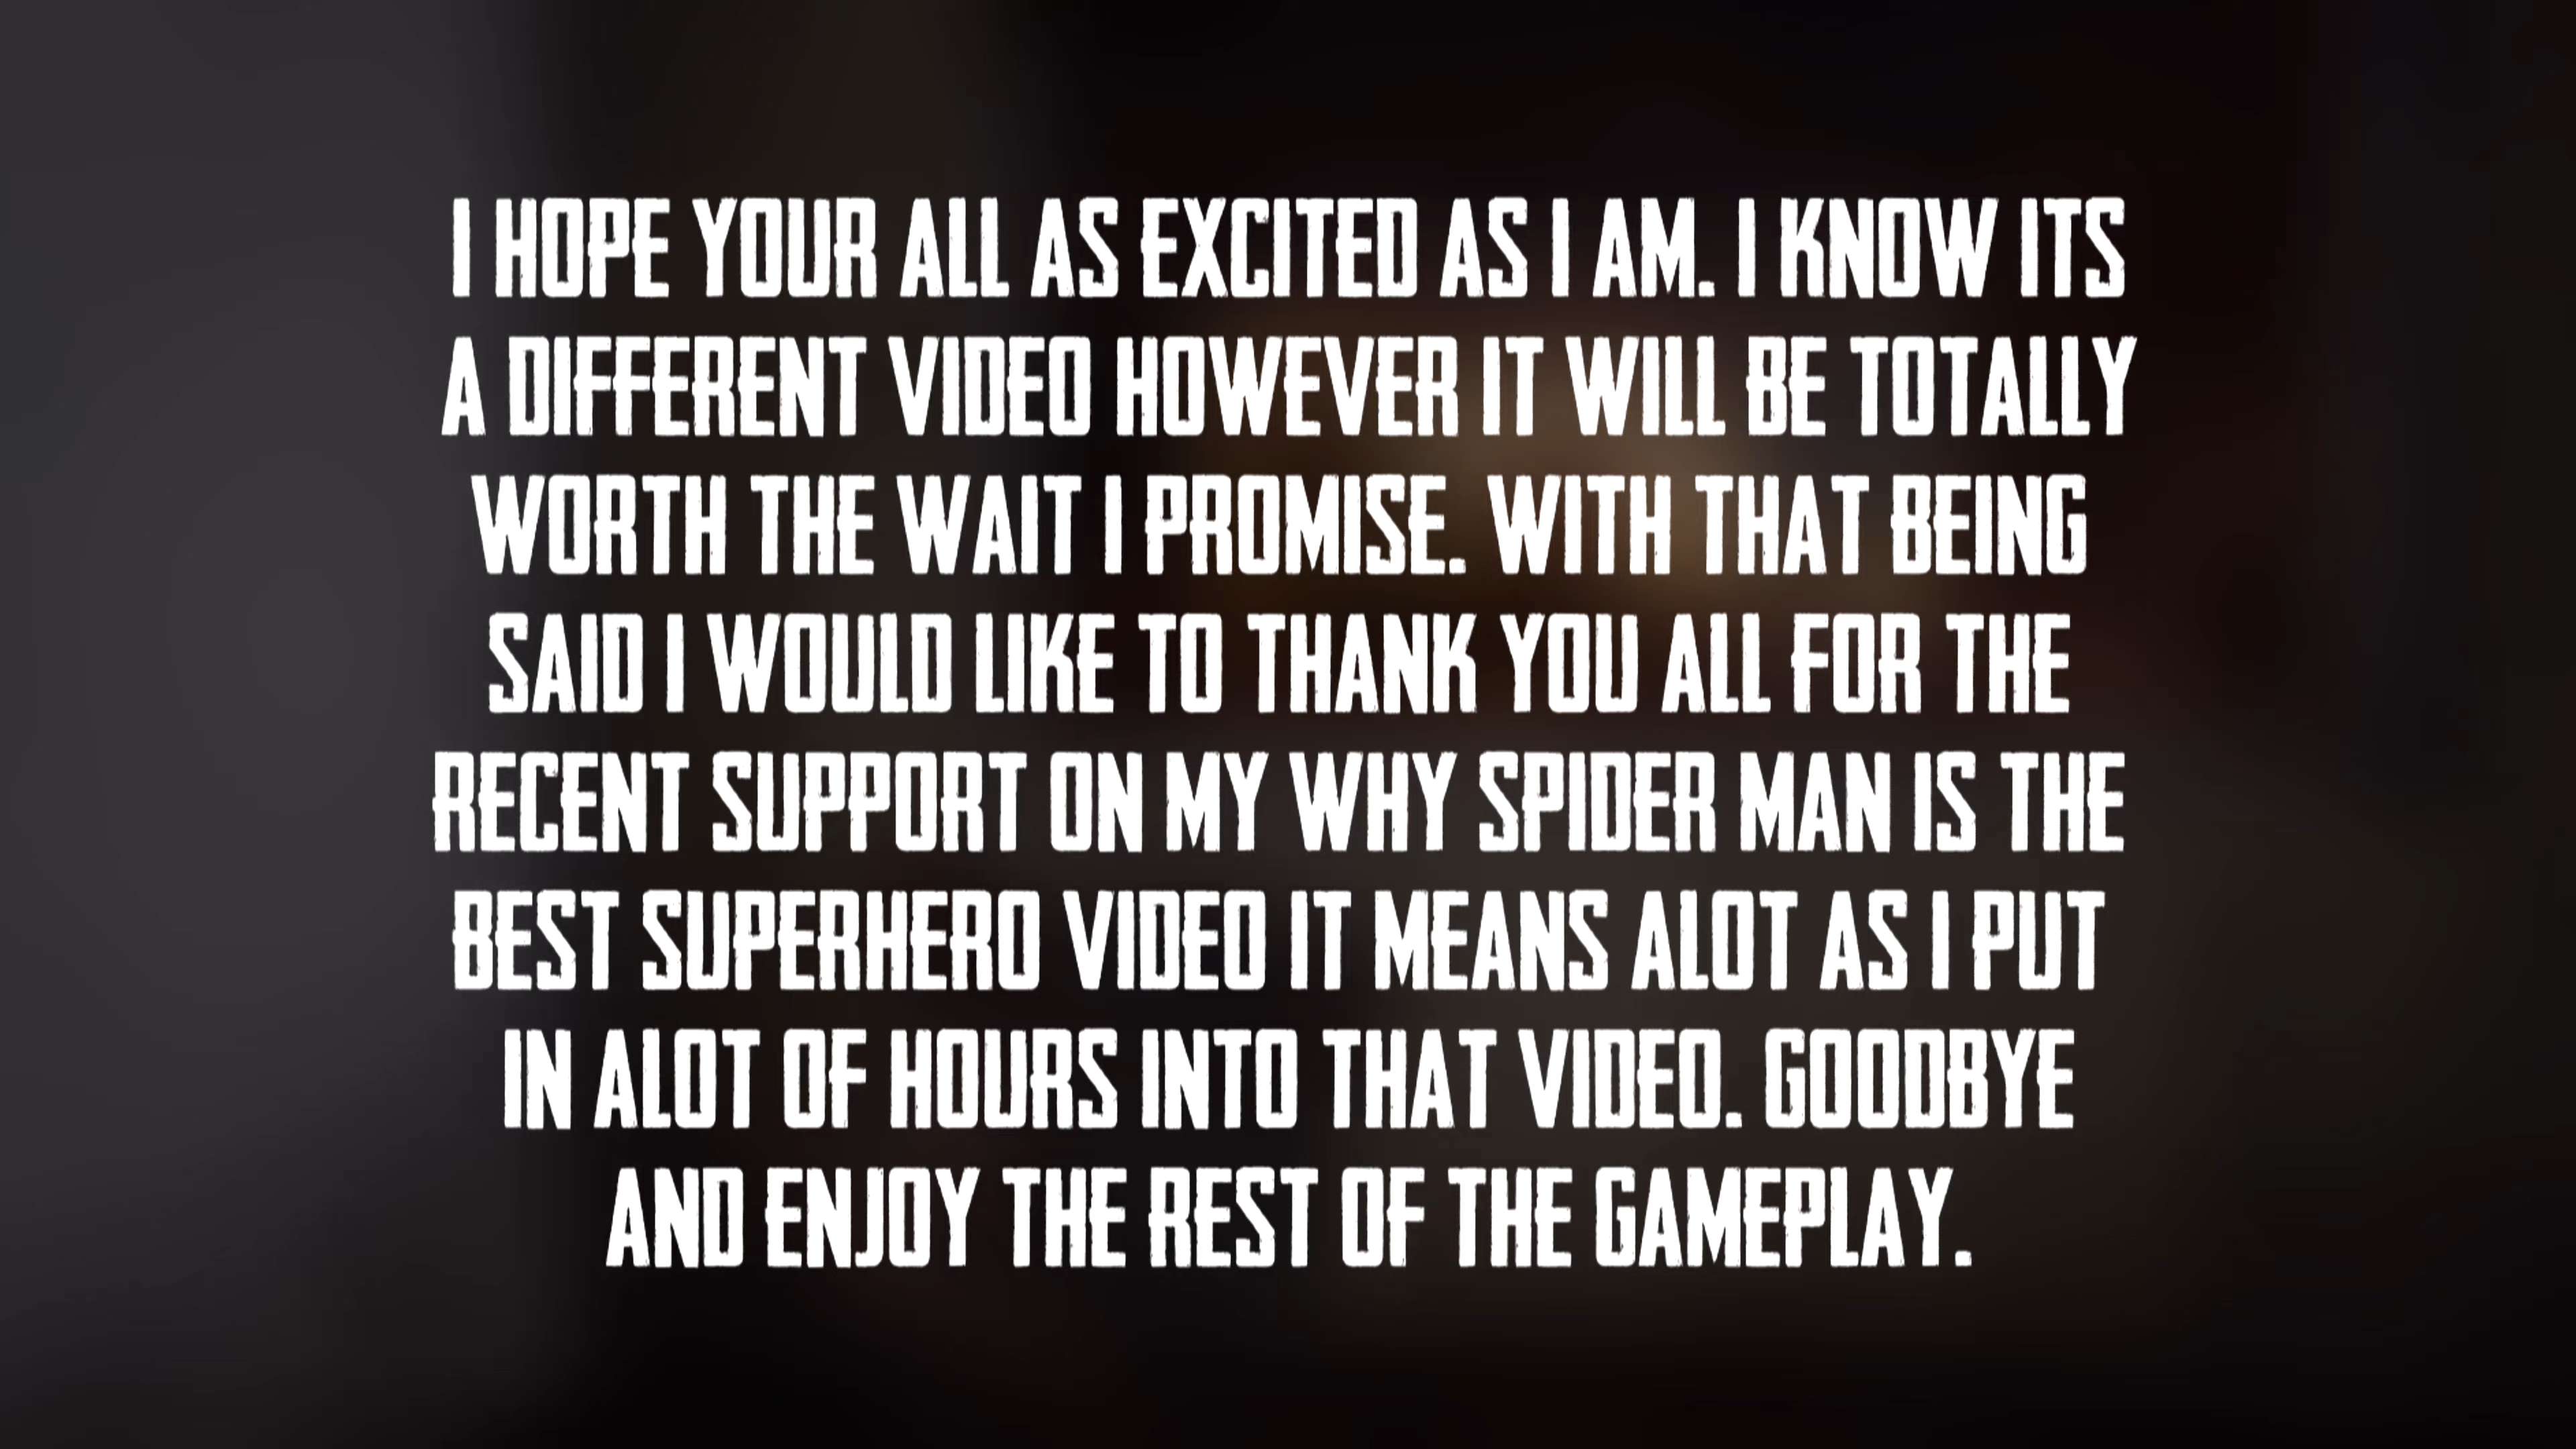 I HOPE YOUR ALL AS EXCITED AS I AM. I KNOW ITS
A DIFFERENT VIDEO HOWEVER IT WILL BE TOTALLY
WORTH THE WAIT I PROMISE. WITH THAT BEING
SAID I WOULD LIKE TO THANK YOU ALL FOR THE
RECENT SUPPORT ON MY WHY SPIDER MAN IS THE
BEST SUPERHERO VIDEO IT MEANS ALOT AS I PUT
IN ALOT OF HOURS INTO THAT VIDEO. GOODBYE
AND ENJOY THE REST OF THE GAMEPLAY.